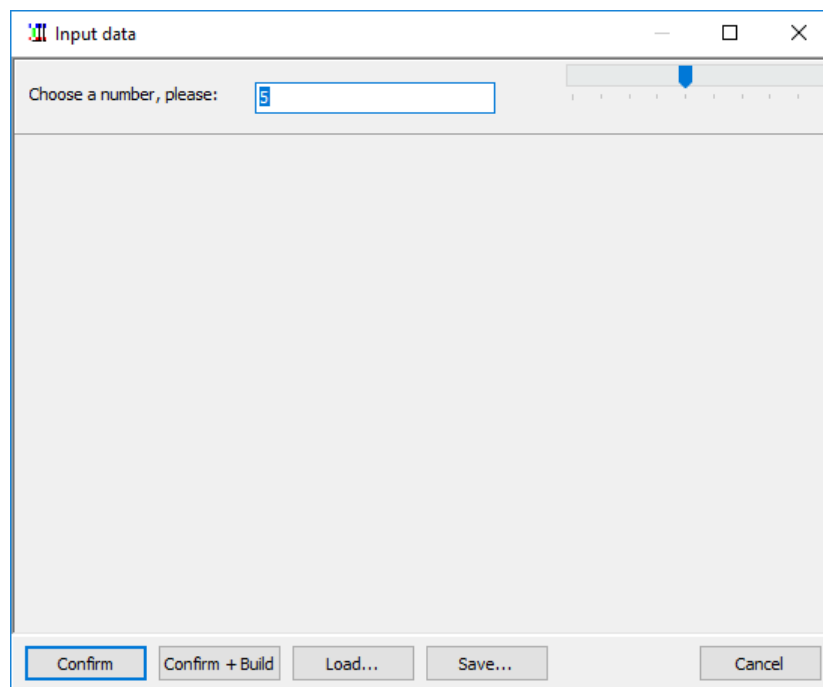 Input data
Choose a number, please:
5
Confirm
Confirm + Build
Load...
Save...
Cancel